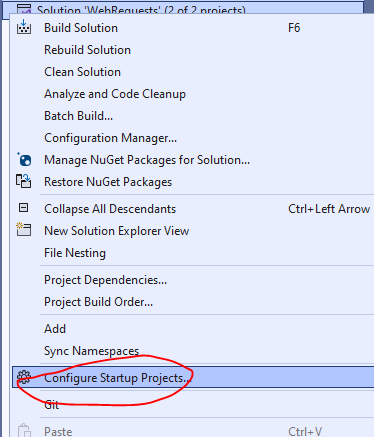 Solution 'WebRequests' (2 of 2 projects)
Build Solution F6
Rebuild Solution
Clean Solution
Analyze and Code Cleanup
Batch Build...
Configuration Manager...
Manage NuGet Packages for Solution...
Restore NuGet Packages
Collapse All Descendants Ctrl+Left Arrow
New Solution Explorer View
File Nesting
Project Dependencies...
Project Build Order...
Add
Sync Namespaces
Configure Startup Projects...
Git
Paste Ctrl+V